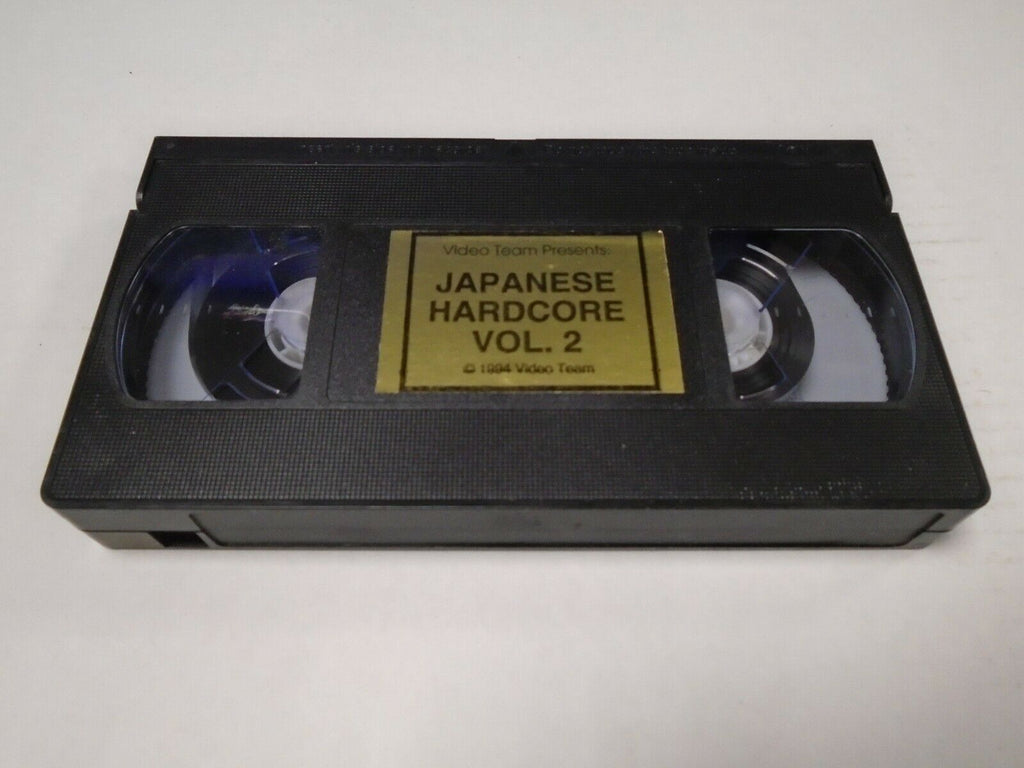 Video Team Presents:
JAPANESE
HARDCORE
VOL. 2
© 1994 Video Team